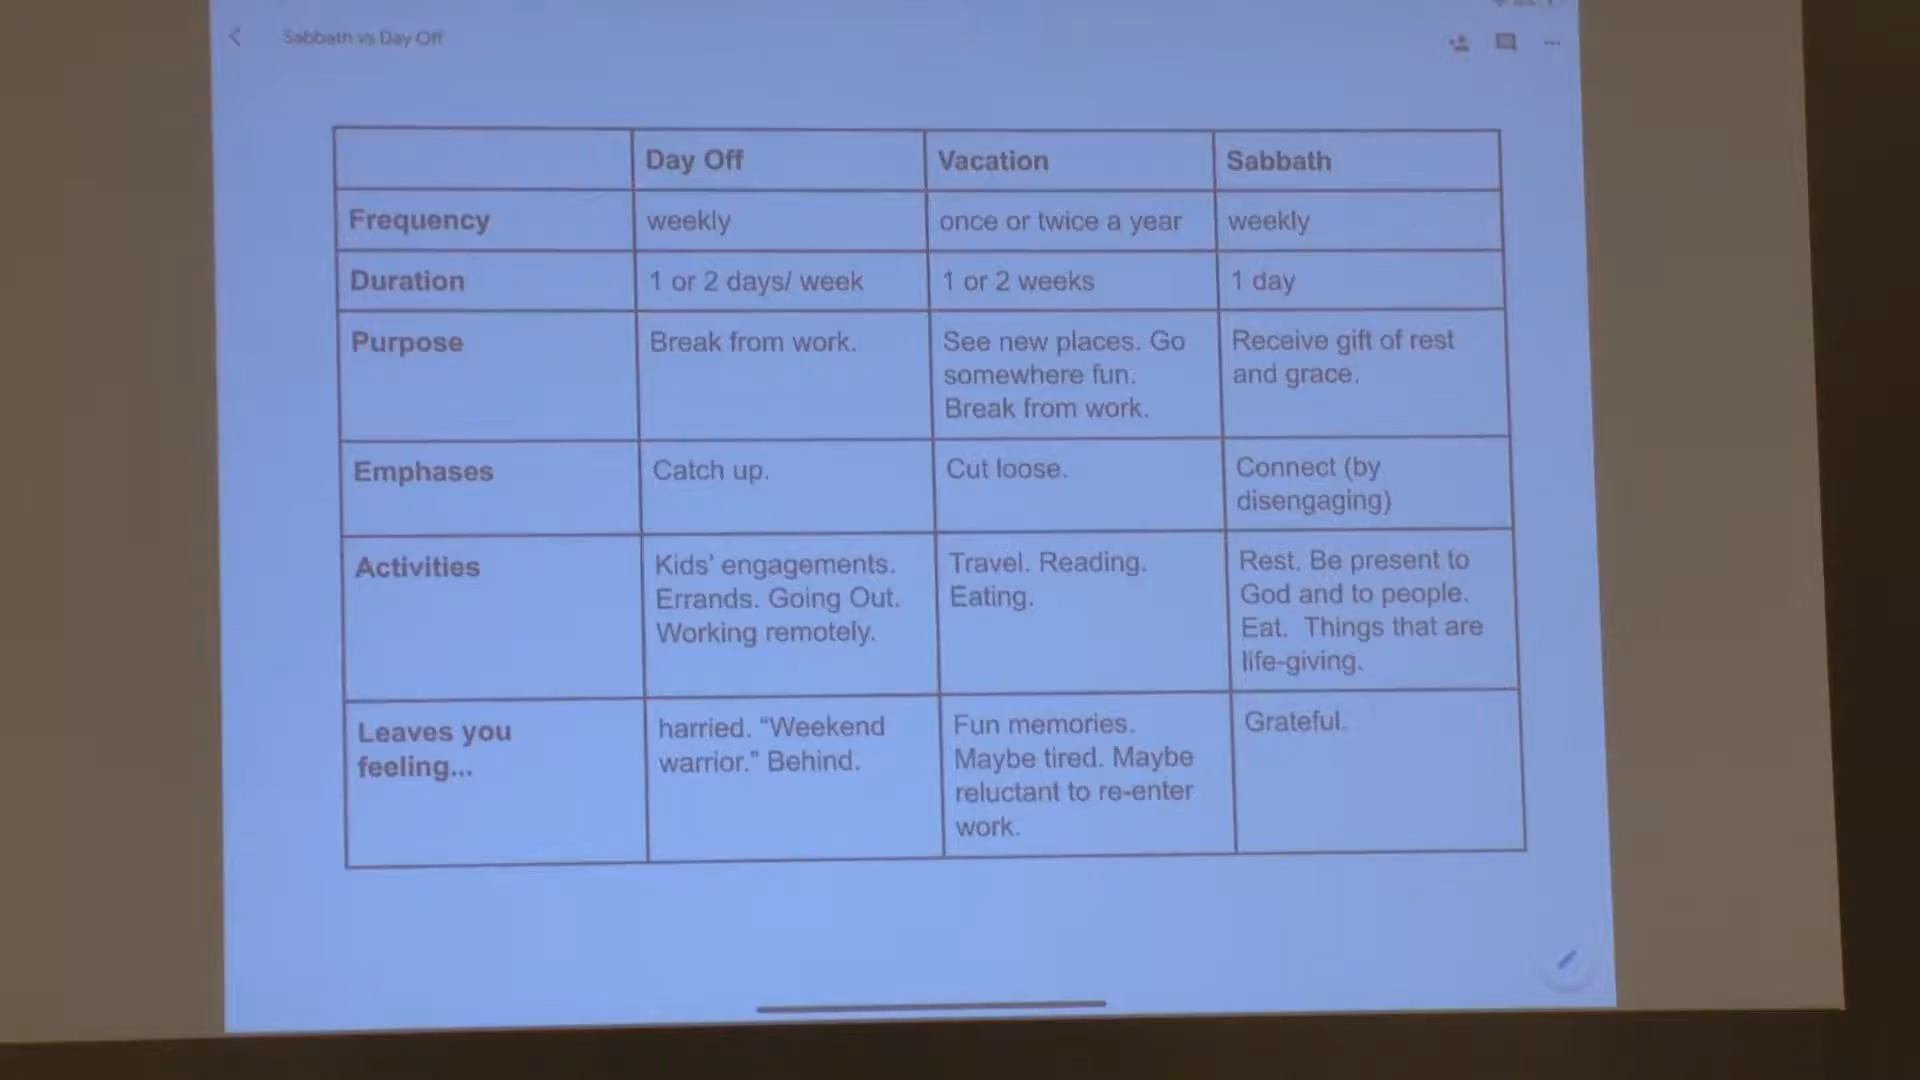 Sabbath vs Day Off
Day Off
Vacation
Sabbath
Frequency
weekly
once or twice a year
weekly
Duration
1 or 2 days/ week
1 or 2 weeks
1 day
Purpose
Break from work.
See new places. Go
somewhere fun.
Break from work.
Receive gift of rest
and grace.
Emphases
Catch up.
Cut loose.
Connect (by
disengaging)
Activities
Kids’ engagements.
Errands. Going Out.
Working remotely.
Travel. Reading.
Eating.
Rest. Be present to
God and to people.
Eat.  Things that are
life-giving.
Leaves you
feeling...
harried. “Weekend
warrior.” Behind.
Fun memories.
Maybe tired. Maybe
reluctant to re-enter
work.
Grateful.